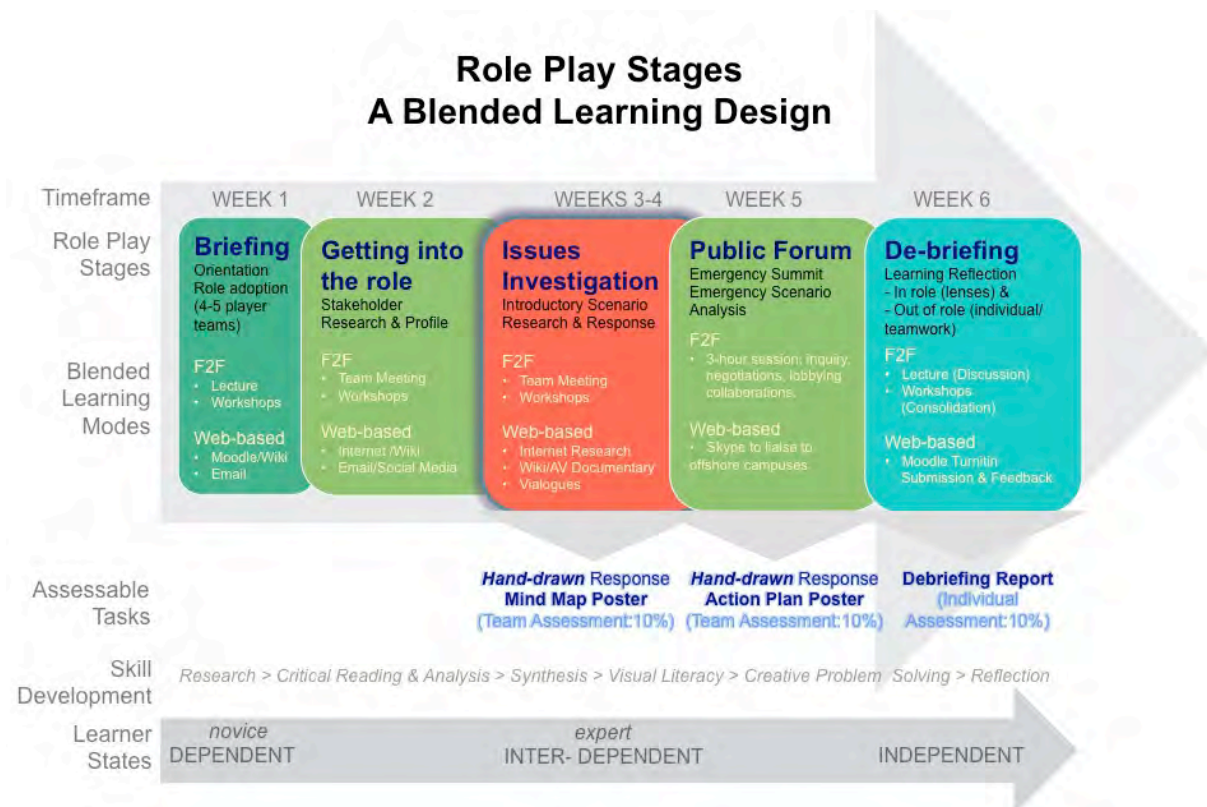 Role Play Stages
A Blended Learning Design
Timeframe
WEEK 1
WEEK 2
WEEKS 3-4
WEEK 5
WEEK 6
Role Play
Stages
Briefing
Orientation
Role adoption
(4-5 player
teams)
F2F
• Lecture
• Workshops
Web-based
• Moodle/Wiki
• Email
Getting into
the role
Stakeholder
Research & Profile
F2F
• Team Meeting
• Workshops
Web-based
• Internet /Wiki
• Email/Social Media
Issues
Investigation
Introductory Scenario
Research & Response
F2F
• Team Meeting
• Workshops
Web-based
• Internet Research
• Wiki/AV Documentary
• Vialogues
Public Forum
Emergency Summit
Emergency Scenario
Analysis
F2F
• 3-hour session: inquiry,
negotiations, lobbying
collaborations.
Web-based
• Skype to liaise to
offshore campuses
De-briefing
Learning Reflection
- In role (lenses) &
- Out of role (individual/
teamwork)
F2F
• Lecture (Discussion)
• Workshops
(Consolidation)
Web-based
• Moodle Turnitin
Submission & Feedback
Blended
Learning
Modes
Assessable
Tasks
Hand-drawn Response
Mind Map Poster
(Team Assessment:10%)
Hand-drawn Response
Action Plan Poster
(Team Assessment:10%)
Debriefing Report
(Individual
Assessment:10%)
Skill
Development
Research > Critical Reading & Analysis > Synthesis > Visual Literacy > Creative Problem Solving > Reflection
Learner
States
novice
DEPENDENT
expert
INTER- DEPENDENT
INDEPENDENT